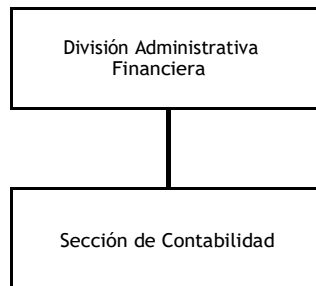 División Administrativa
Financiera
Sección de Contabilidad